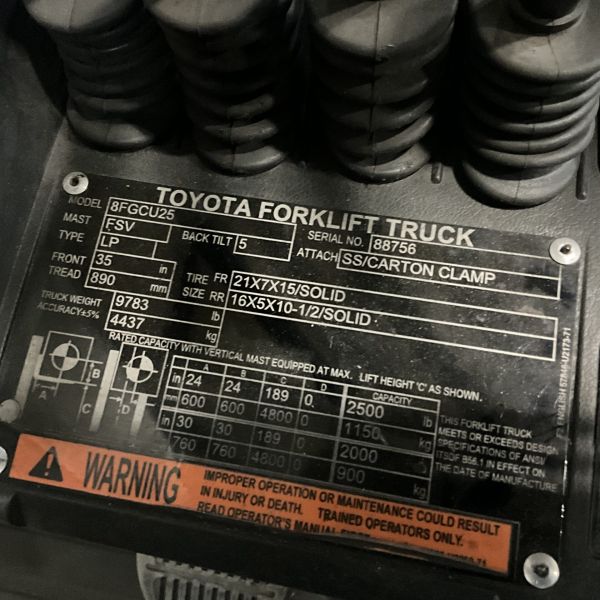 TOYOTA FORKLIFT TRUCK
MODEL 8FGCU25 SERIAL NO. 88756
MAST FSV BACK TILT 5 ATTACH SS/CARTON CLAMP
TYPE LP
FRONT TREAD 35 in TIRE SIZE FR 21X7X15/SOLID
890 mm RR 16X5X10-1/2/SOLID
TRUCK WEIGHT 9783 lb
ACCURACY±5% 4437 kg
RATED CAPACITY WITH VERTICAL MAST EQUIPPED AT MAX. LIFT HEIGHT 'C' AS SHOWN.
A B C D CAPACITY
in 24 24 189 0 2500 lb
mm 600 600 4800 0 1150 kg
in 30 30 189 0 2000 lb
mm 760 760 4800 0 900 kg
A B C D
THIS FORKLIFT TRUCK
MEETS OR EXCEEDS DESIGN
SPECIFICATIONS OF ANSI
ITSDF B56.1 IN EFFECT ON
THE DATE OF MANUFACTURE
ENGLISH
WARNING
IMPROPER OPERATION OR MAINTENANCE COULD RESULT
IN INJURY OR DEATH. TRAINED OPERATORS ONLY.
READ OPERATOR'S MANUAL